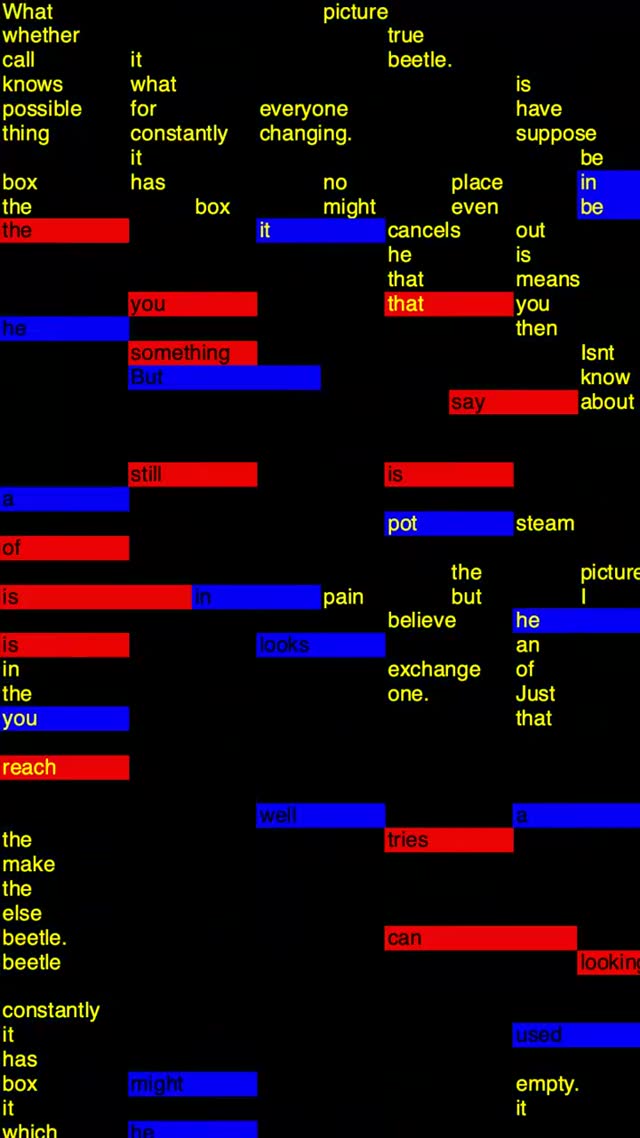 What picture
whether true
call it beetle.
knows what is
possible for everyone have
thing constantly changing. suppose
it be
box has no place in
the box might even be
the it cancels out
he is
that means
you that you
he then
something Isnt
But know
say about
still is
a
pot steam
of
the picture
is in pain but I
believe he
is looks an
in exchange of
the one. Just
you that
reach
well a
the tries
make
the
else
beetle. can
beetle looking
constantly
it used
has
box might empty.
it it
which he